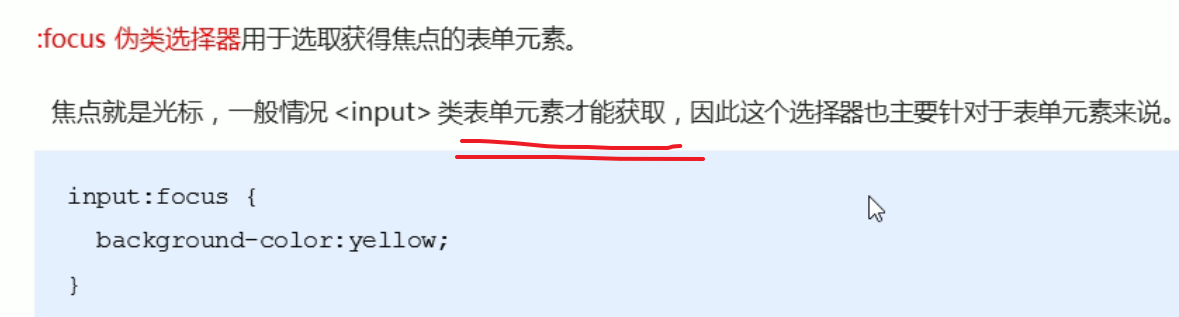 :focus 伪类选择器用于选取获得焦点的表单元素。
焦点就是光标，一般情况 <input> 类表单元素才能获取，因此这个选择器也主要针对于表单元素来说。
input:focus {
  background-color:yellow;
}